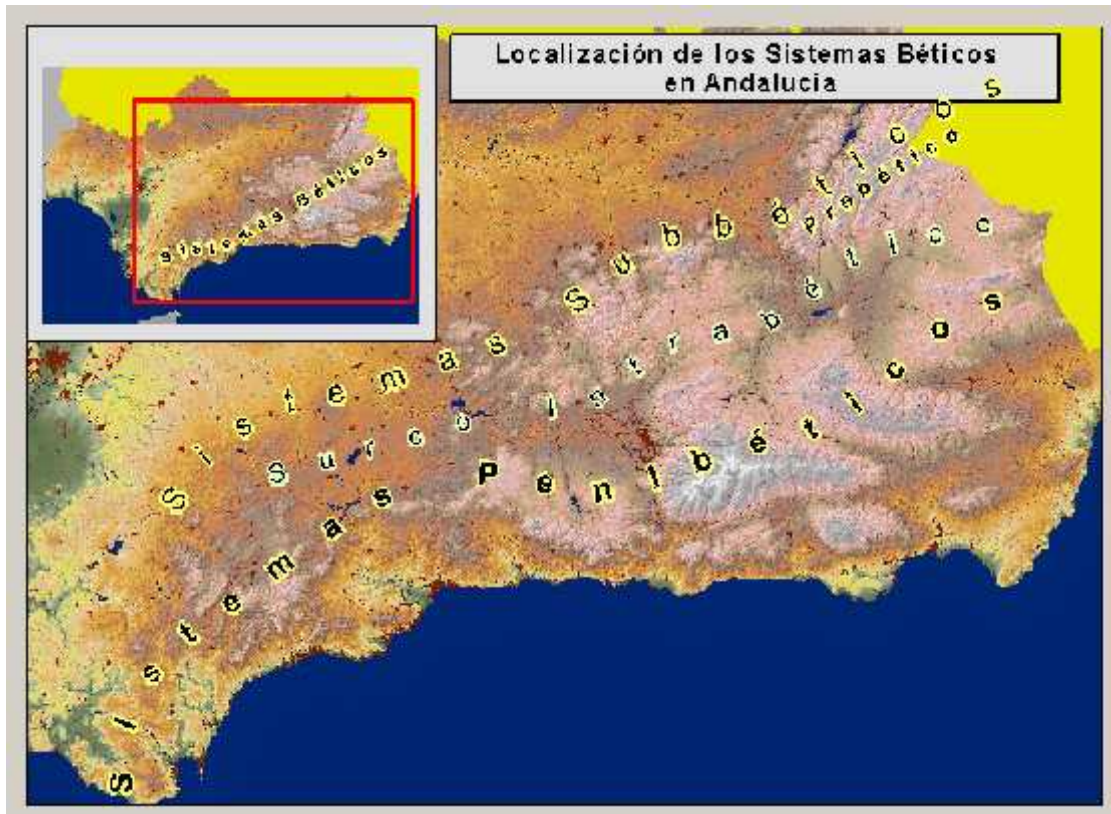 Localización de los Sistemas Béticos
en Andalucía
Sistemas Béticos
Sistemas Subbéticos
Prebético
Surco Intrabético
Sistemas Penibéticos